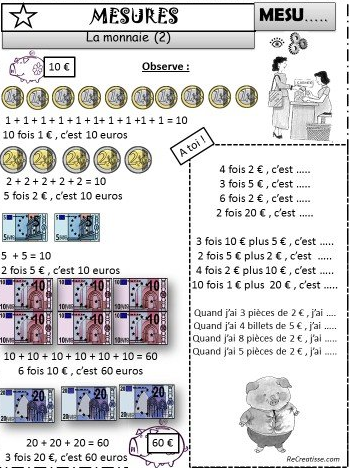 MESURES
MESU.....
La monnaie (2)
10 €
Observe :
1 + 1 + 1 + 1 + 1 + 1 + 1 + 1 +1 + 1 = 10
10 fois 1 € , c'est 10 euros
2 + 2 + 2 + 2 + 2 = 10
5 fois 2 € , c'est 10 euros
5 + 5 = 10
2 fois 5 € , c'est 10 euros
10 + 10 + 10 + 10 + 10 + 10 = 60
6 fois 10 € , c'est 60 euros
20 + 20 + 20 = 60
60 €
3 fois 20 € , c'est 60 euros
A toi !
4 fois 2 € , c'est .....
3 fois 5 € , c'est .....
6 fois 2 € , c'est .....
2 fois 20 € , c'est .....
3 fois 10 € plus 5 € , c'est .....
2 fois 5 € plus 2 € , c'est .....
4 fois 2 € plus 10 € , c'est .....
10 fois 1 € plus 20 € , c'est .....
Quand j'ai 3 pièces de 2 € , j'ai ....
Quand j'ai 4 billets de 5 € , j'ai .....
Quand j'ai 8 pièces de 2 € , j'ai .....
Quand j'ai 5 pièces de 2 € , j'ai .....
ReCreatisse.com